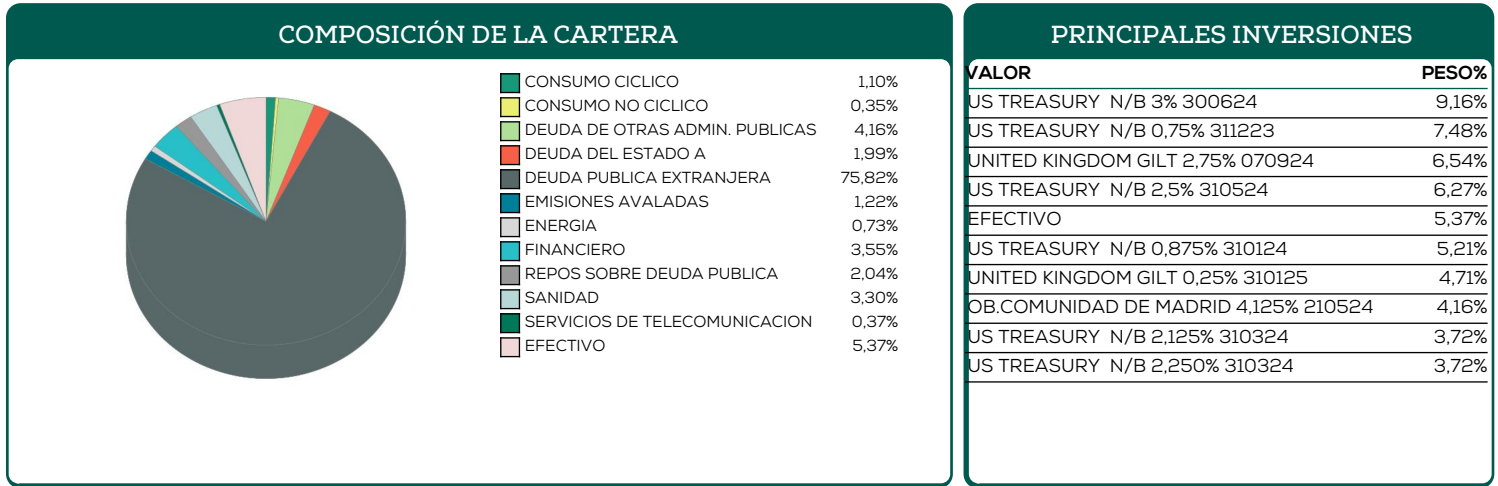 COMPOSICIÓN DE LA CARTERA
CONSUMO CICLICO 1,10%
CONSUMO NO CICLICO 0,35%
DEUDA DE OTRAS ADMIN. PUBLICAS 4,16%
DEUDA DEL ESTADO A 1,99%
DEUDA PUBLICA EXTRANJERA 75,82%
EMISIONES AVALADAS 1,22%
ENERGIA 0,73%
FINANCIERO 3,55%
REPOS SOBRE DEUDA PUBLICA 2,04%
SANIDAD 3,30%
SERVICIOS DE TELECOMUNICACION 0,37%
EFECTIVO 5,37%
PRINCIPALES INVERSIONES
VALOR PESO%
US TREASURY N/B 3% 300624 9,16%
US TREASURY N/B 0,75% 311223 7,48%
UNITED KINGDOM GILT 2,75% 070924 6,54%
US TREASURY N/B 2,5% 310524 6,27%
EFECTIVO 5,37%
US TREASURY N/B 0,875% 310124 5,21%
UNITED KINGDOM GILT 0,25% 310125 4,71%
OB.COMUNIDAD DE MADRID 4,125% 210524 4,16%
US TREASURY N/B 2,125% 310324 3,72%
US TREASURY N/B 2,250% 310324 3,72%